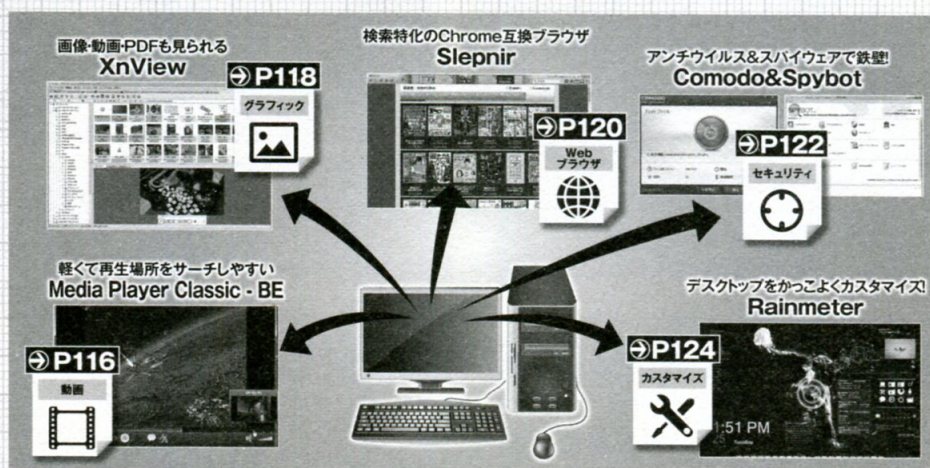 画像・動画・PDFも見られる
XnView
P118
グラフィック
検索特化のChrome互換ブラウザ
Slepnir
P120
Web
ブラウザ
アンチウイルス&スパイウェアで鉄壁!
Comodo&Spybot
P122
セキュリティ
軽くて再生場所をサーチしやすい
Media Player Classic - BE
P116
動画
デスクトップをかっこよくカスタマイズ!
Rainmeter
P124
カスタマイズ
1:51 PM